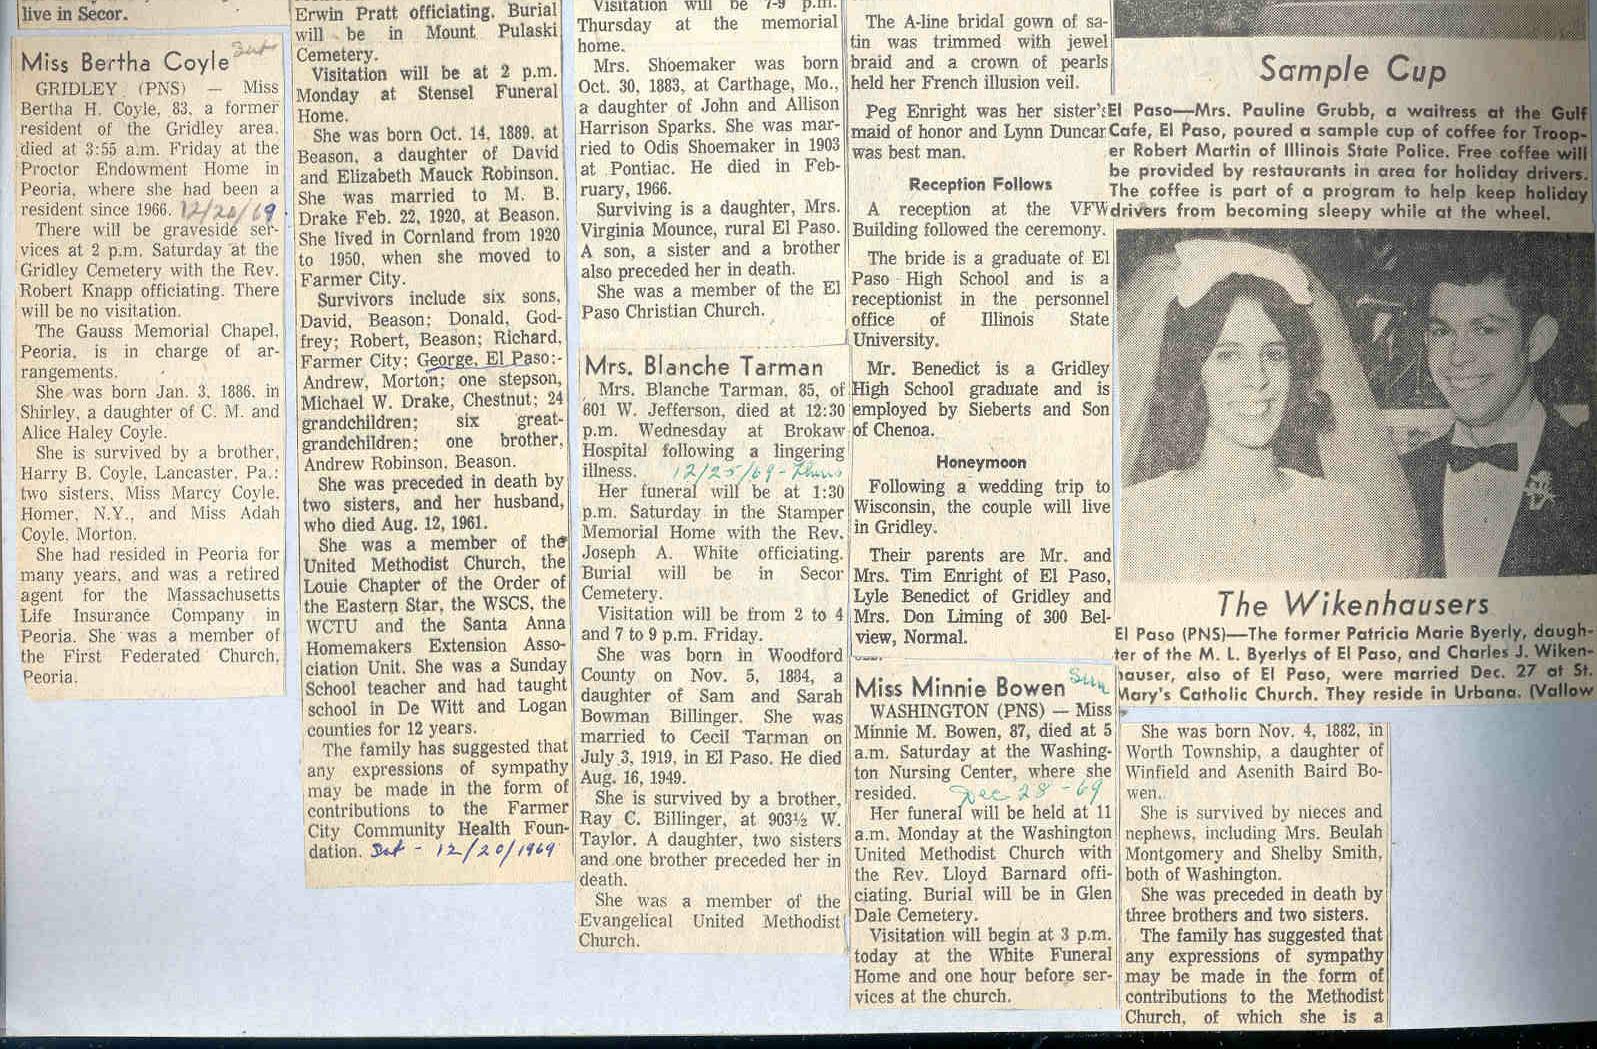 live in Secor.
Miss Bertha Coyle Sat
GRIDLEY (PNS) — Miss
Bertha H. Coyle, 83, a former
resident of the Gridley area,
died at 3:55 a.m. Friday at the
Proctor Endowment Home in
Peoria, where she had been a
resident since 1966. 12/20/69
There will be graveside ser-
vices at 2 p.m. Saturday at the
Gridley Cemetery with the Rev.
Robert Knapp officiating. There
will be no visitation.
The Gauss Memorial Chapel,
Peoria, is in charge of ar-
rangements.
She was born Jan. 3, 1886, in
Shirley, a daughter of C. M. and
Alice Haley Coyle.
She is survived by a brother,
Harry B. Coyle, Lancaster, Pa.;
two sisters, Miss Marcy Coyle,
Homer, N.Y., and Miss Adah
Coyle, Morton.
She had resided in Peoria for
many years, and was a retired
agent for the Massachusetts
Life Insurance Company in
Peoria. She was a member of
the First Federated Church,
Peoria.
Erwin Pratt officiating. Burial
will be in Mount Pulaski
Cemetery.
Visitation will be at 2 p.m.
Monday at Stensel Funeral
Home.
She was born Oct. 14, 1889, at
Beason, a daughter of David
and Elizabeth Mauck Robinson.
She was married to M. B.
Drake Feb. 22, 1920, at Beason.
She lived in Cornland from 1920
to 1950, when she moved to
Farmer City.
Survivors include six sons,
David, Beason; Donald, God-
frey; Robert, Beason; Richard,
Farmer City; George, El Paso;
Andrew, Morton; one stepson,
Michael W. Drake, Chestnut; 24
grandchildren; six great-
grandchildren; one brother,
Andrew Robinson, Beason.
She was preceded in death by
two sisters, and her husband,
who died Aug. 12, 1961.
She was a member of the
United Methodist Church, the
Louie Chapter of the Order of
the Eastern Star, the WSCS, the
WCTU and the Santa Anna
Homemakers Extension Asso-
ciation Unit. She was a Sunday
School teacher and had taught
school in De Witt and Logan
counties for 12 years.
The family has suggested that
any expressions of sympathy
may be made in the form of
contributions to the Farmer
City Community Health Foun-
dation. Sat - 12/20/1969
Visitation will be 7-9 p.m.
Thursday at the memorial
home.
Mrs. Shoemaker was born
Oct. 30, 1883, at Carthage, Mo.,
a daughter of John and Allison
Harrison Sparks. She was mar-
ried to Odis Shoemaker in 1903
at Pontiac. He died in Feb-
ruary, 1966.
Surviving is a daughter, Mrs.
Virginia Mounce, rural El Paso.
A son, a sister and a brother
also preceded her in death.
She was a member of the El
Paso Christian Church.
Mrs. Blanche Tarman
Mrs. Blanche Tarman, 85, of
601 W. Jefferson, died at 12:30
p.m. Wednesday at Brokaw
Hospital following a lingering
illness. 12/25/69 - Thurs
Her funeral will be at 1:30
p.m. Saturday in the Stamper
Memorial Home with the Rev.
Joseph A. White officiating.
Burial will be in Secor
Cemetery.
Visitation will be from 2 to 4
and 7 to 9 p.m. Friday.
She was born in Woodford
County on Nov. 5, 1884, a
daughter of Sam and Sarah
Bowman Billinger. She was
married to Cecil Tarman on
July 3, 1919, in El Paso. He died
Aug. 16, 1949.
She is survived by a brother,
Ray C. Billinger, at 903½ W.
Taylor. A daughter, two sisters
and one brother preceded her in
death.
She was a member of the
Evangelical United Methodist
Church.
The A-line bridal gown of sa-
tin was trimmed with jewel
braid and a crown of pearls
held her French illusion veil.
Peg Enright was her sister's
maid of honor and Lynn Duncan
was best man.
Reception Follows
A reception at the VFW
Building followed the ceremony.
The bride is a graduate of El
Paso High School and is a
receptionist in the personnel
office of Illinois State
University.
Mr. Benedict is a Gridley
High School graduate and is
employed by Sieberts and Son
of Chenoa.
Honeymoon
Following a wedding trip to
Wisconsin, the couple will live
in Gridley.
Their parents are Mr. and
Mrs. Tim Enright of El Paso,
Lyle Benedict of Gridley and
Mrs. Don Liming of 300 Bel-
view, Normal.
Miss Minnie Bowen Sun
WASHINGTON (PNS) — Miss
Minnie M. Bowen, 87, died at 5
a.m. Saturday at the Washing-
ton Nursing Center, where she
resided. Dec 28 - 69
Her funeral will be held at 11
a.m. Monday at the Washington
United Methodist Church with
the Rev. Lloyd Barnard offi-
ciating. Burial will be in Glen
Dale Cemetery.
Visitation will begin at 3 p.m.
today at the White Funeral
Home and one hour before ser-
vices at the church.
Sample Cup
El Paso—Mrs. Pauline Grubb, a waitress at the Gulf
Cafe, El Paso, poured a sample cup of coffee for Troop-
er Robert Martin of Illinois State Police. Free coffee will
be provided by restaurants in area for holiday drivers.
The coffee is part of a program to help keep holiday
drivers from becoming sleepy while at the wheel.
The Wikenhausers
El Paso (PNS)—The former Patricia Marie Byerly, daugh-
ter of the M. L. Byerlys of El Paso, and Charles J. Wiken-
hauser, also of El Paso, were married Dec. 27 at St.
Mary's Catholic Church. They reside in Urbana. (Vallow
She was born Nov. 4, 1882, in
Worth Township, a daughter of
Winfield and Asenith Baird Bo-
wen.
She is survived by nieces and
nephews, including Mrs. Beulah
Montgomery and Shelby Smith,
both of Washington.
She was preceded in death by
three brothers and two sisters.
The family has suggested that
any expressions of sympathy
may be made in the form of
contributions to the Methodist
Church, of which she is a